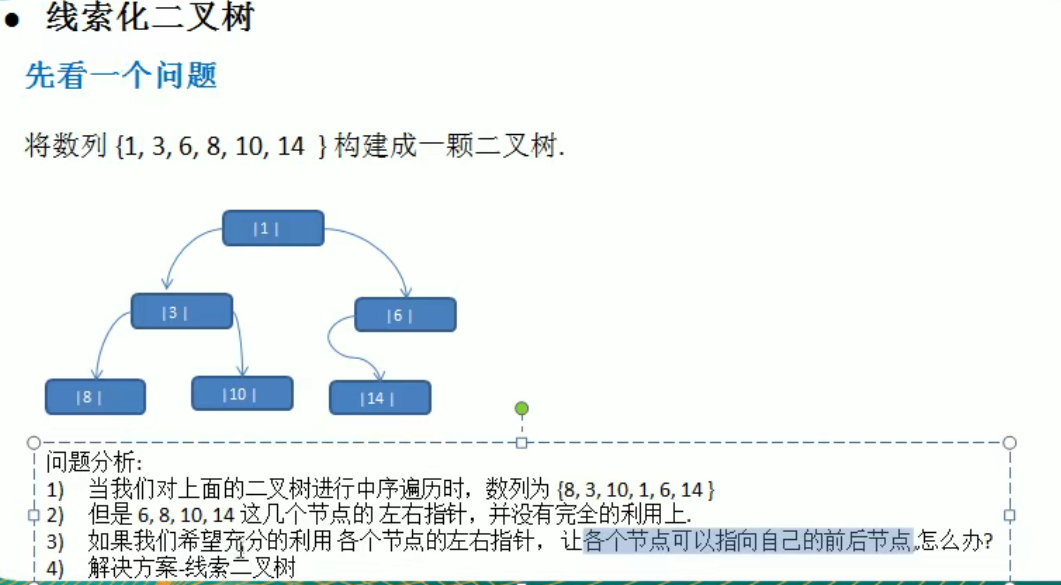 ● 线索化二叉树
先看一个问题
将数列 {1, 3, 6, 8, 10, 14 } 构建成一颗二叉树.
|1|
|3|
|6|
|8|
|10|
|14|
问题分析:
1) 当我们对上面的二叉树进行中序遍历时，数列为 {8, 3, 10, 1, 6, 14 }
2) 但是 6, 8, 10, 14 这几个节点的 左右指针，并没有完全的利用上.
3) 如果我们希望充分的利用 各个节点的左右指针， 让各个节点可以指向自己的前后节点,怎么办?
4) 解决方案-线索二叉树